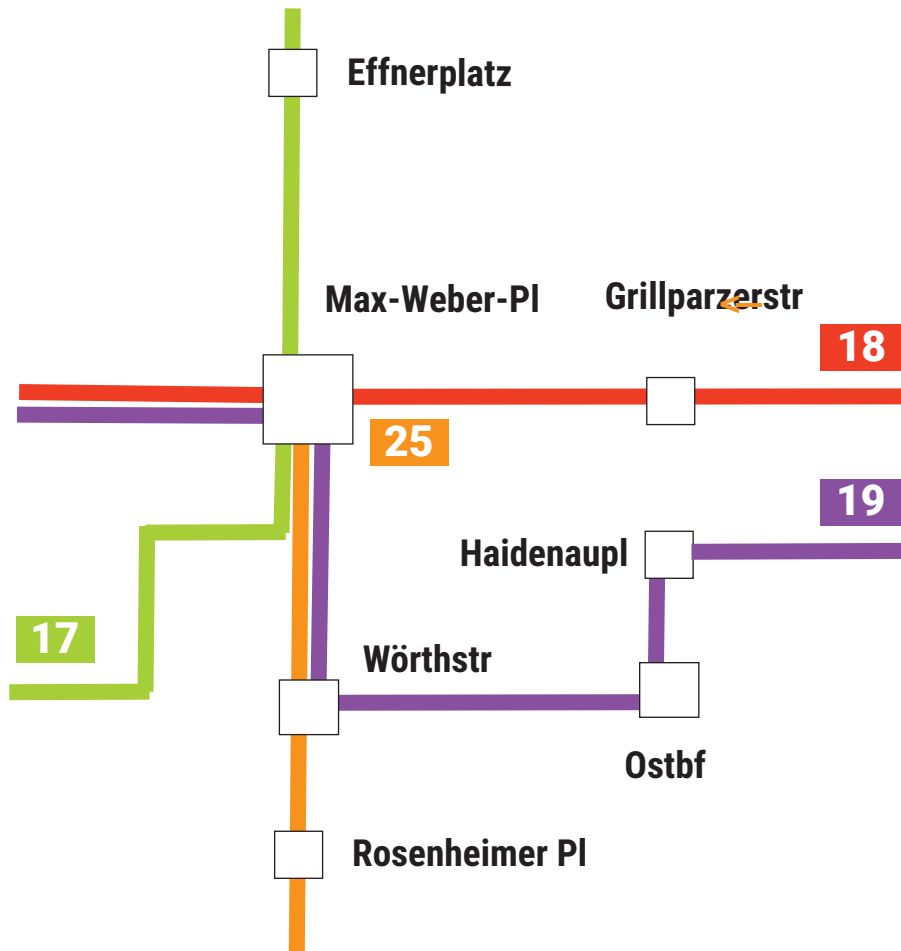 Effnerplatz
Max-Weber-Pl
Grillparzerstr
18
25
19
Haidenaupl
17
Wörthstr
Ostbf
Rosenheimer Pl